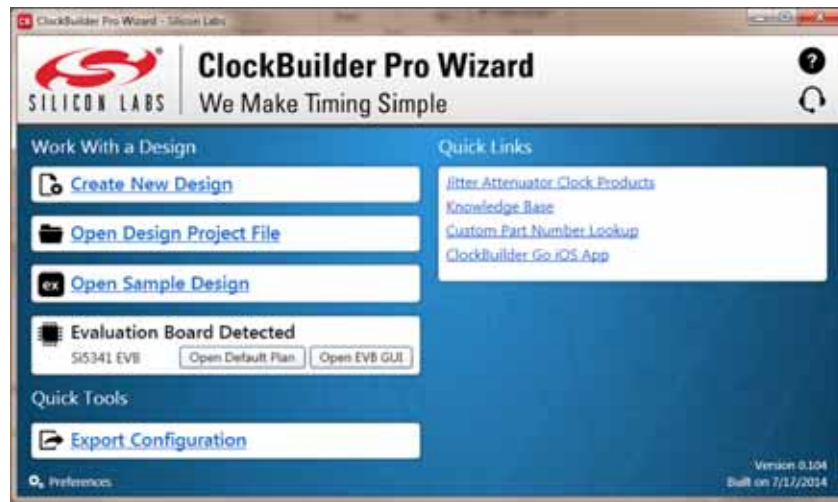 ClockBuilder Pro Wizard - Silicon Labs
SILICON LABS
ClockBuilder Pro Wizard
We Make Timing Simple
Work With a Design
Create New Design
Open Design Project File
ex Open Sample Design
Evaluation Board Detected
Si5341 EVB Open Default Plan Open EVB GUI
Quick Tools
Export Configuration
Preferences
Quick Links
Jitter Attenuator Clock Products
Knowledge Base
Custom Part Number Lookup
ClockBuilder Go iOS App
Version 0.104
Built on 7/17/2014